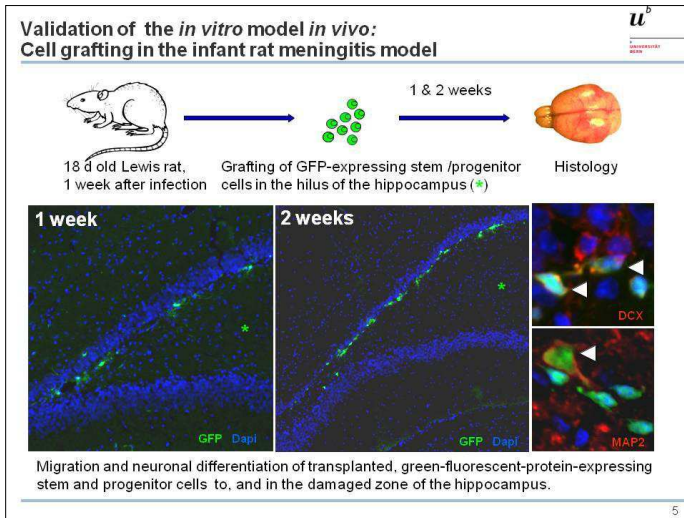 Validation of the in vitro model in vivo:
Cell grafting in the infant rat meningitis model
u^b
UNIVERSITÄT
BERN
1 & 2 weeks
18 d old Lewis rat,
1 week after infection
Grafting of GFP-expressing stem /progenitor
cells in the hilus of the hippocampus (*)
Histology
1 week
*
GFP Dapi
2 weeks
*
GFP Dapi
DCX
MAP2
Migration and neuronal differentiation of transplanted, green-fluorescent-protein-expressing
stem and progenitor cells to, and in the damaged zone of the hippocampus.
5